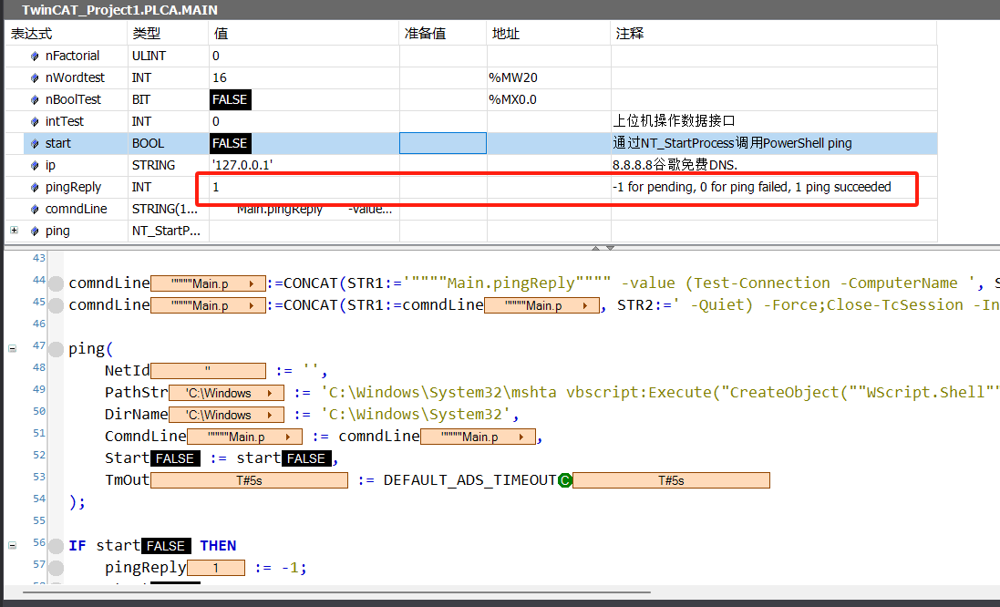 TwinCAT_Project1.PLCA.MAIN
表达式 类型 值 准备值 地址 注释
nFactorial ULINT 0
nWordtest INT 16 %MW20
nBoolTest BIT FALSE %MX0.0
intTest INT 0 上位机操作数据接口
start BOOL FALSE 通过NT_StartProcess调用PowerShell ping
ip STRING '127.0.0.1' 8.8.8.8谷歌免费DNS.
pingReply INT 1 -1 for pending, 0 for ping failed, 1 ping succeeded
comndLine STRING(1... Main.pingReply -value...
ping NT_StartP...
43
44 comndLine '"""""Main.p :=CONCAT(STR1:='"""""Main.pingReply"""" -value (Test-Connection -ComputerName ', S
45 comndLine '"""""Main.p :=CONCAT(STR1:=comndLine '"""""Main.p , STR2:=' -Quiet) -Force;Close-TcSession -In
46
47 ping(
48 NetId '' := '',
49 PathStr 'C:\Windows := 'C:\Windows\System32\mshta vbscript:Execute("CreateObject(""WScript.Shell""
50 DirName 'C:\Windows := 'C:\Windows\System32',
51 ComndLine '"""""Main.p := comndLine '"""""Main.p ,
52 Start FALSE := start FALSE ,
53 TmOut T#5s := DEFAULT_ADS_TIMEOUT C T#5s
54 );
55
56 IF start FALSE THEN
57 pingReply 1 := -1;